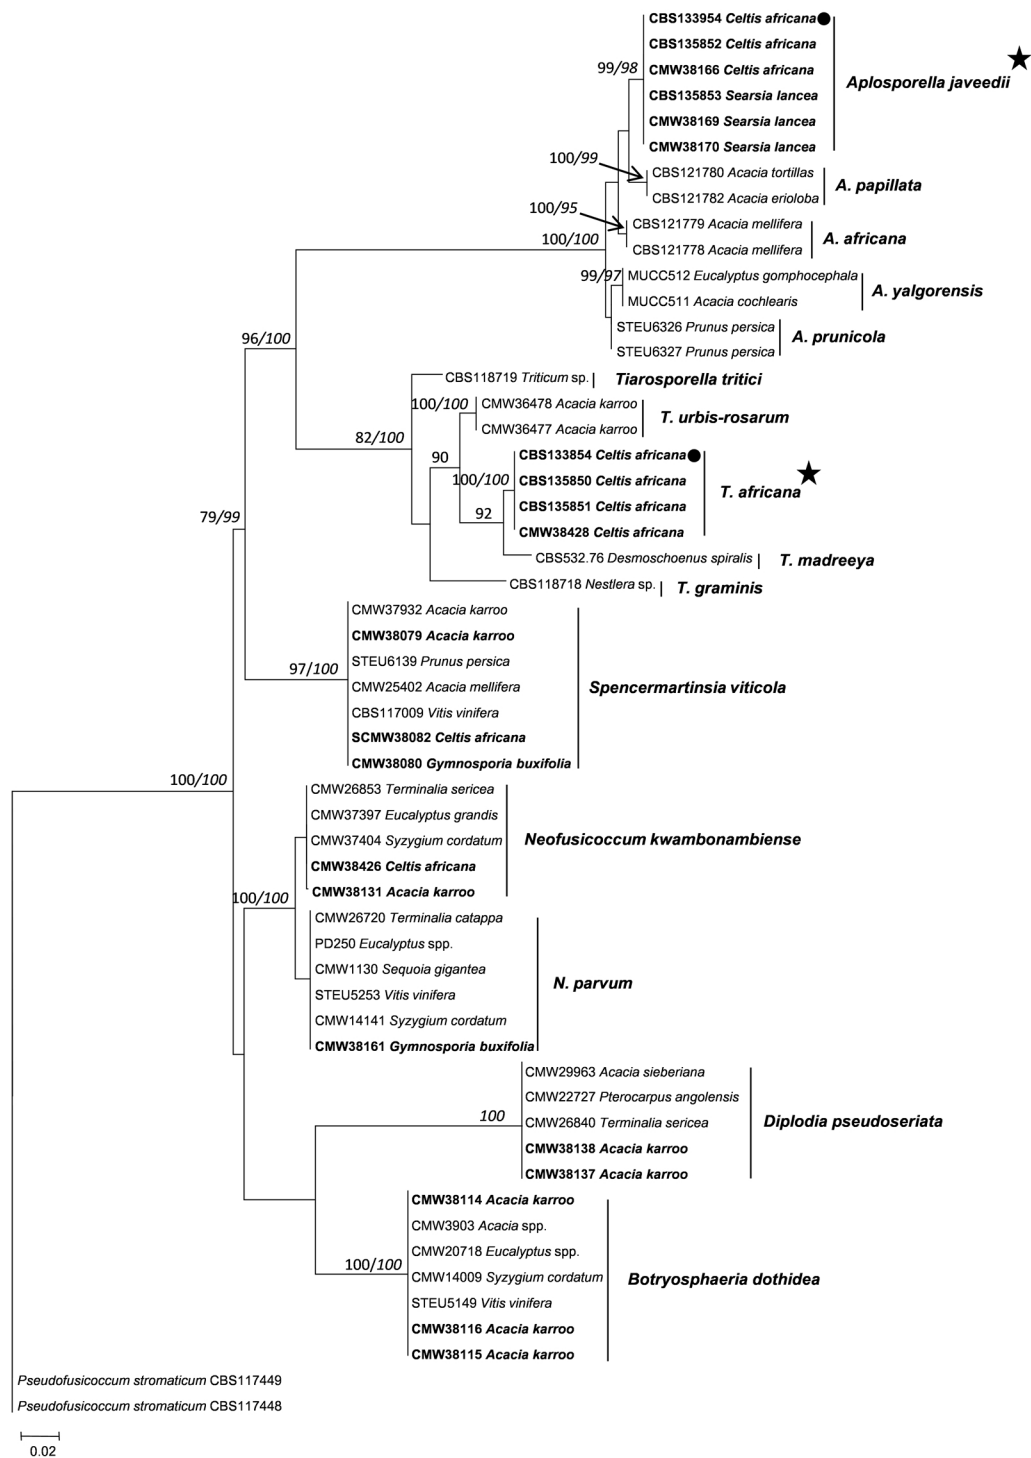 CBS133954 Celtis africana
CBS135852 Celtis africana
99/98
CMW38166 Celtis africana
Aplosporella javeedii
CBS135853 Searsia lancea
CMW38169 Searsia lancea
CMW38170 Searsia lancea
100/99
CBS121780 Acacia tortillas
A. papillata
CBS121782 Acacia erioloba
100/95
CBS121779 Acacia mellifera
A. africana
100/100
CBS121778 Acacia mellifera
99/97
MUCC512 Eucalyptus gomphocephala
A. yalgorensis
MUCC511 Acacia cochlearis
STEU6326 Prunus persica
A. prunicola
96/100
STEU6327 Prunus persica
CBS118719 Triticum sp.
Tiarosporella tritici
100/100
CMW36478 Acacia karroo
T. urbis-rosarum
CMW36477 Acacia karroo
82/100
90
CBS133854 Celtis africana
100/100
CBS135850 Celtis africana
T. africana
CBS135851 Celtis africana
79/99
92
CMW38428 Celtis africana
CBS532.76 Desmoschoenus spiralis
T. madreeya
CBS118718 Nestlera sp.
T. graminis
CMW37932 Acacia karroo
CMW38079 Acacia karroo
STEU6139 Prunus persica
97/100
CMW25402 Acacia mellifera
Spencermartinsia viticola
CBS117009 Vitis vinifera
SCMW38082 Celtis africana
CMW38080 Gymnosporia buxifolia
100/100
CMW26853 Terminalia sericea
CMW37397 Eucalyptus grandis
CMW37404 Syzygium cordatum
Neofusicoccum kwambonambiense
CMW38426 Celtis africana
CMW38131 Acacia karroo
100/100
CMW26720 Terminalia catappa
PD250 Eucalyptus spp.
CMW1130 Sequoia gigantea
N. parvum
STEU5253 Vitis vinifera
CMW14141 Syzygium cordatum
CMW38161 Gymnosporia buxifolia
CMW29963 Acacia sieberiana
CMW22727 Pterocarpus angolensis
100
CMW26840 Terminalia sericea
Diplodia pseudoseriata
CMW38138 Acacia karroo
CMW38137 Acacia karroo
CMW38114 Acacia karroo
CMW3903 Acacia spp.
CMW20718 Eucalyptus spp.
100/100
CMW14009 Syzygium cordatum
Botryosphaeria dothidea
STEU5149 Vitis vinifera
CMW38116 Acacia karroo
CMW38115 Acacia karroo
Pseudofusicoccum stromaticum CBS117449
Pseudofusicoccum stromaticum CBS117448
0.02